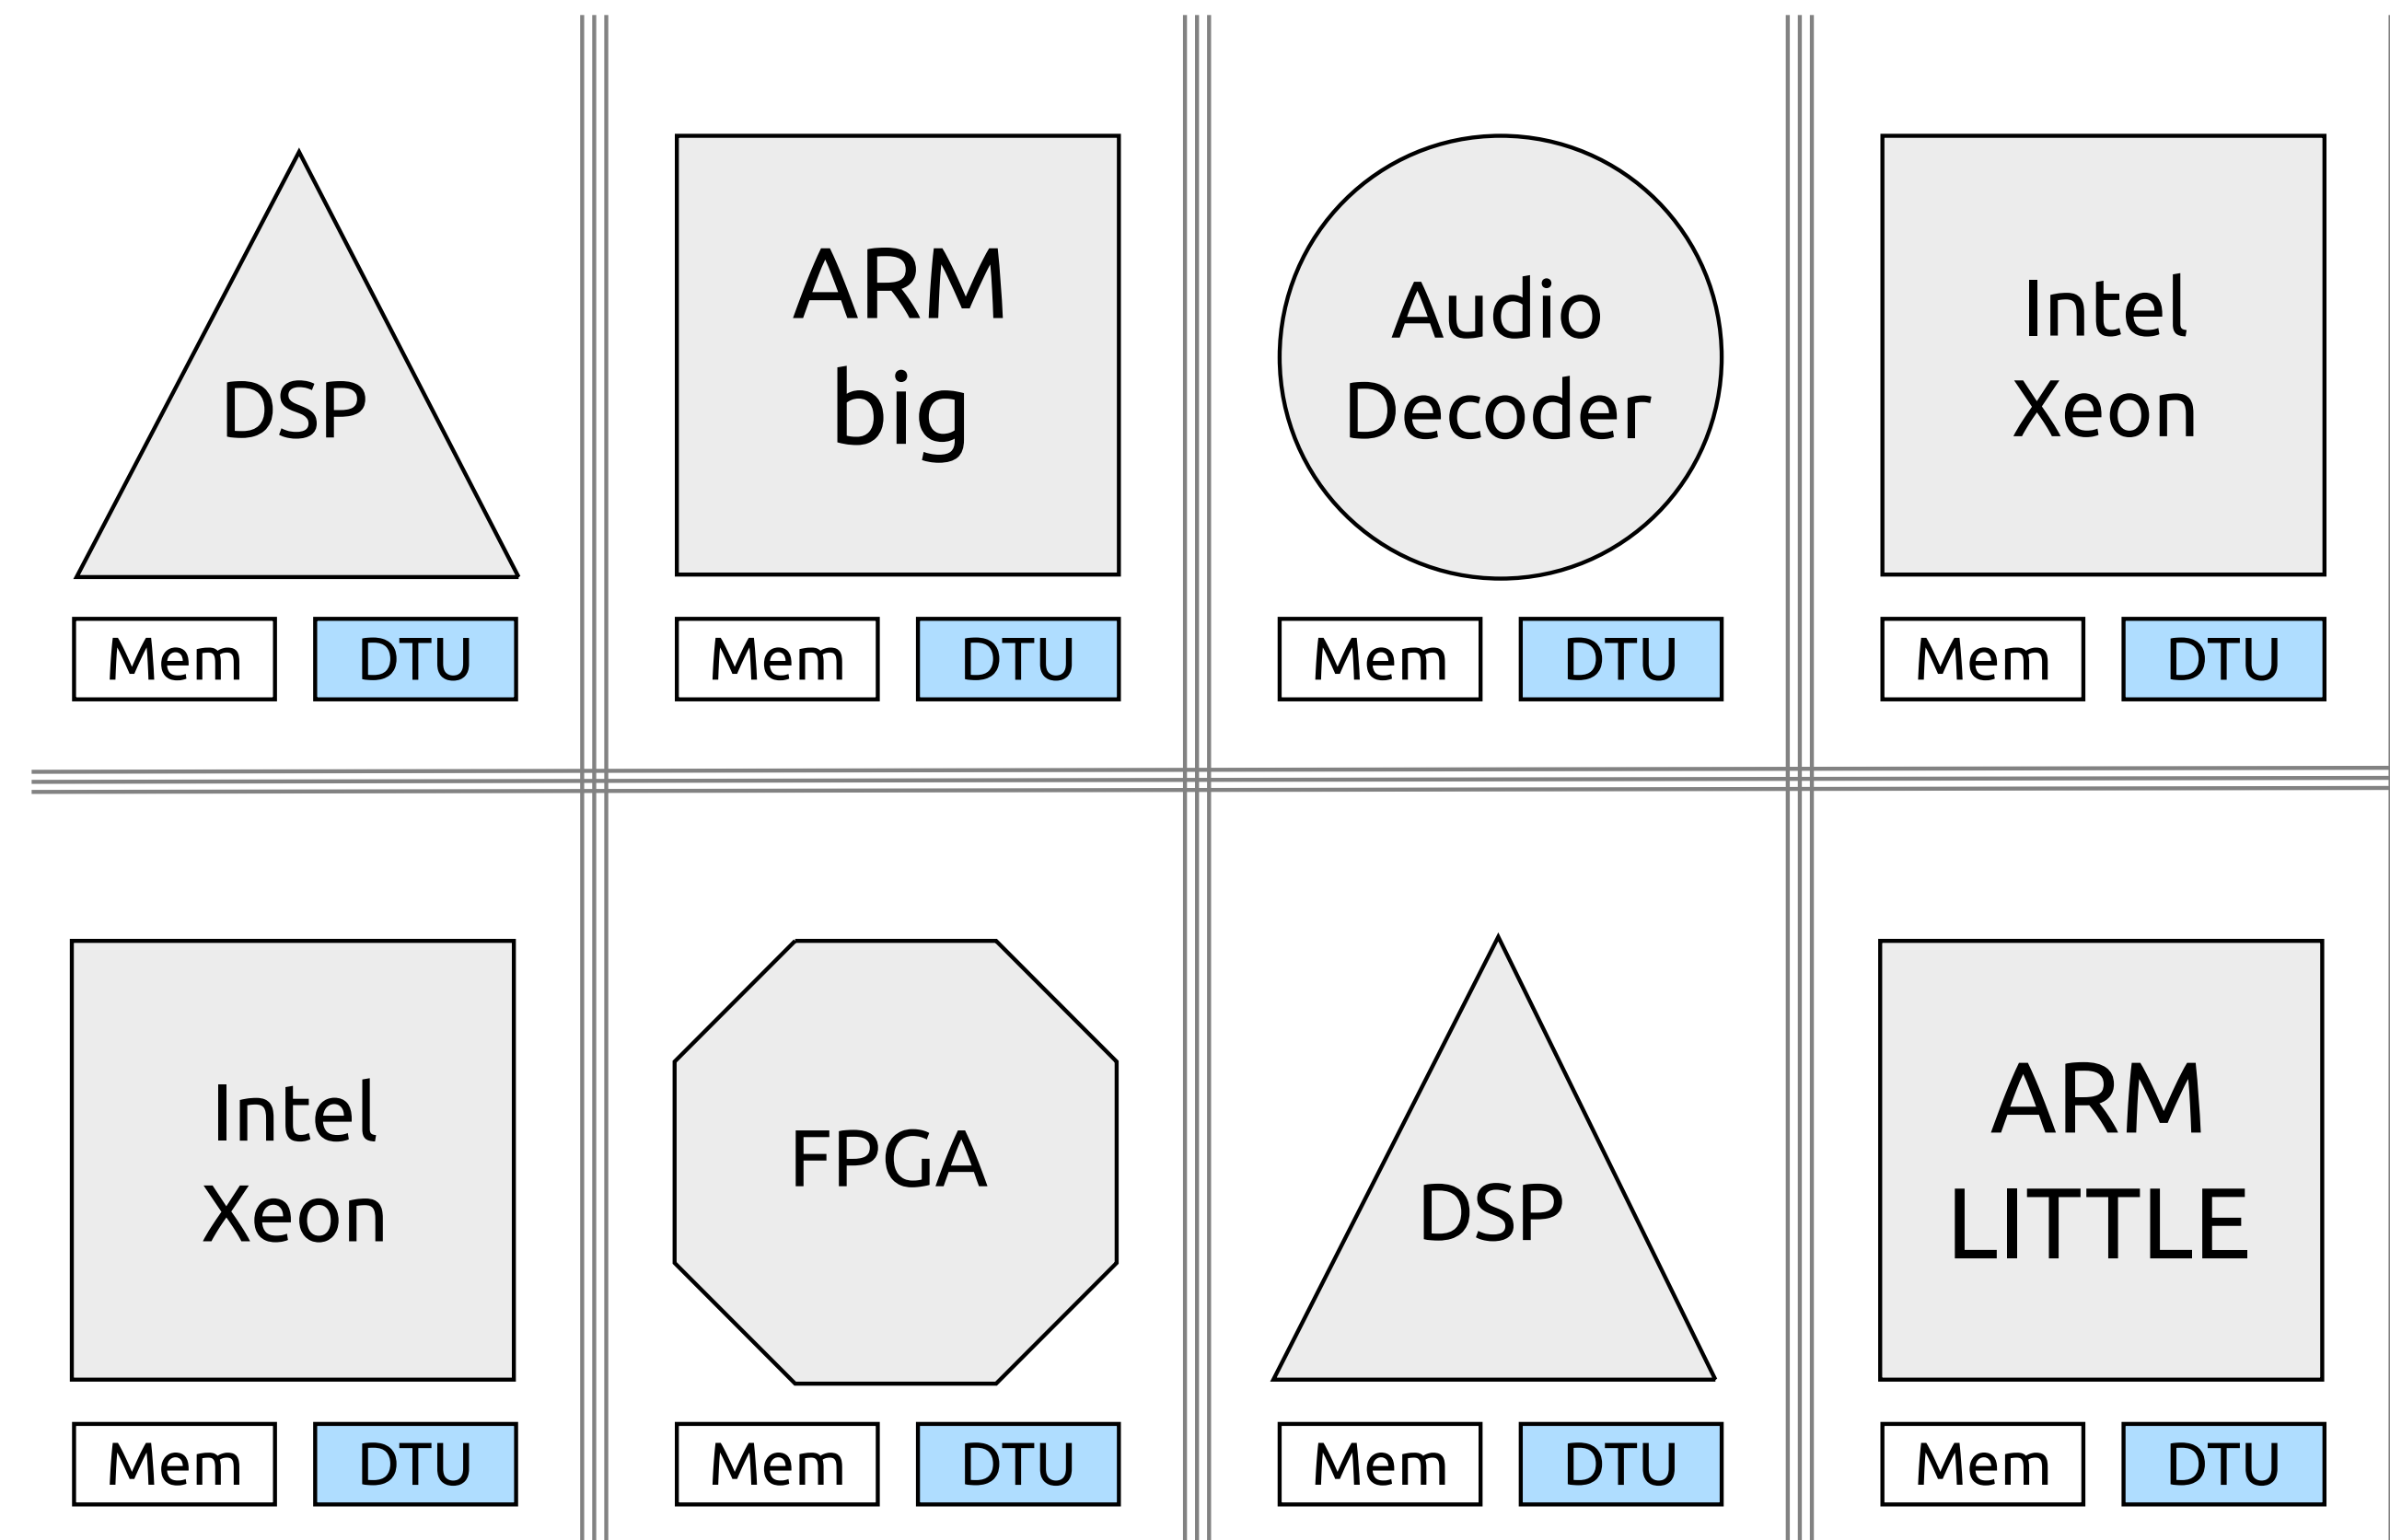 DSP
Mem DTU
ARM
big
Mem DTU
Audio
Decoder
Mem DTU
Intel
Xeon
Mem DTU
Intel
Xeon
Mem DTU
FPGA
Mem DTU
DSP
Mem DTU
ARM
LITTLE
Mem DTU